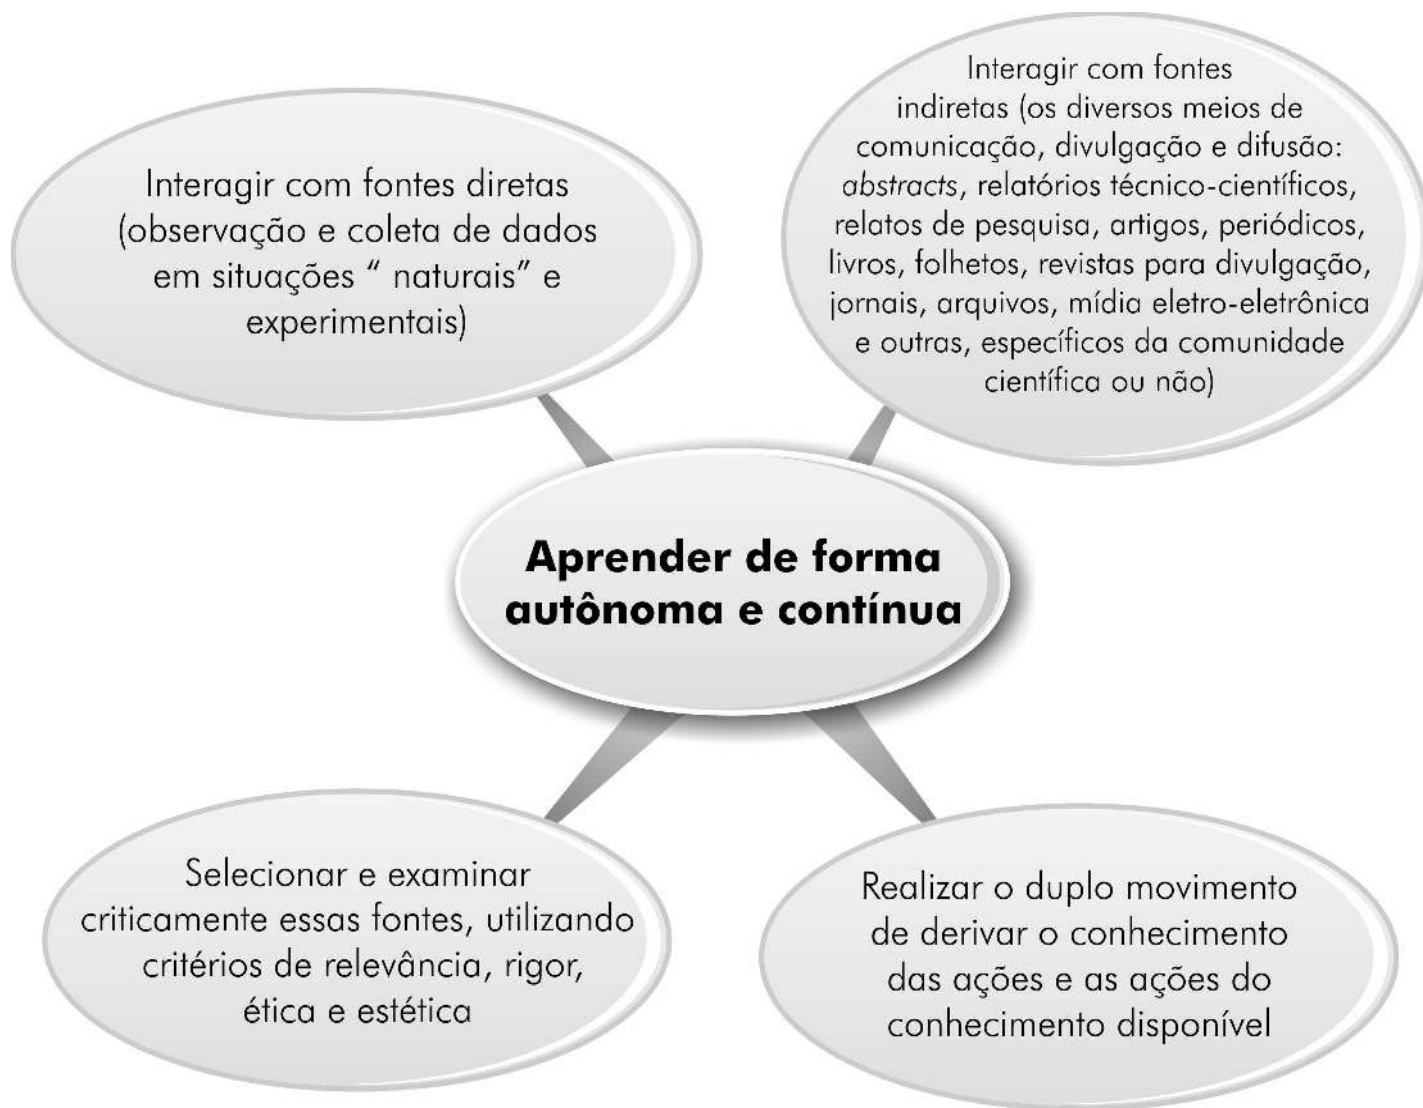 Interagir com fontes diretas
(observação e coleta de dados
em situações “ naturais” e
experimentais)
Interagir com fontes
indiretas (os diversos meios de
comunicação, divulgação e difusão:
abstracts, relatórios técnico-científicos,
relatos de pesquisa, artigos, periódicos,
livros, folhetos, revistas para divulgação,
jornais, arquivos, mídia eletro-eletrônica
e outras, específicos da comunidade
científica ou não)
Aprender de forma
autônoma e contínua
Selecionar e examinar
criticamente essas fontes, utilizando
critérios de relevância, rigor,
ética e estética
Realizar o duplo movimento
de derivar o conhecimento
das ações e as ações do
conhecimento disponível